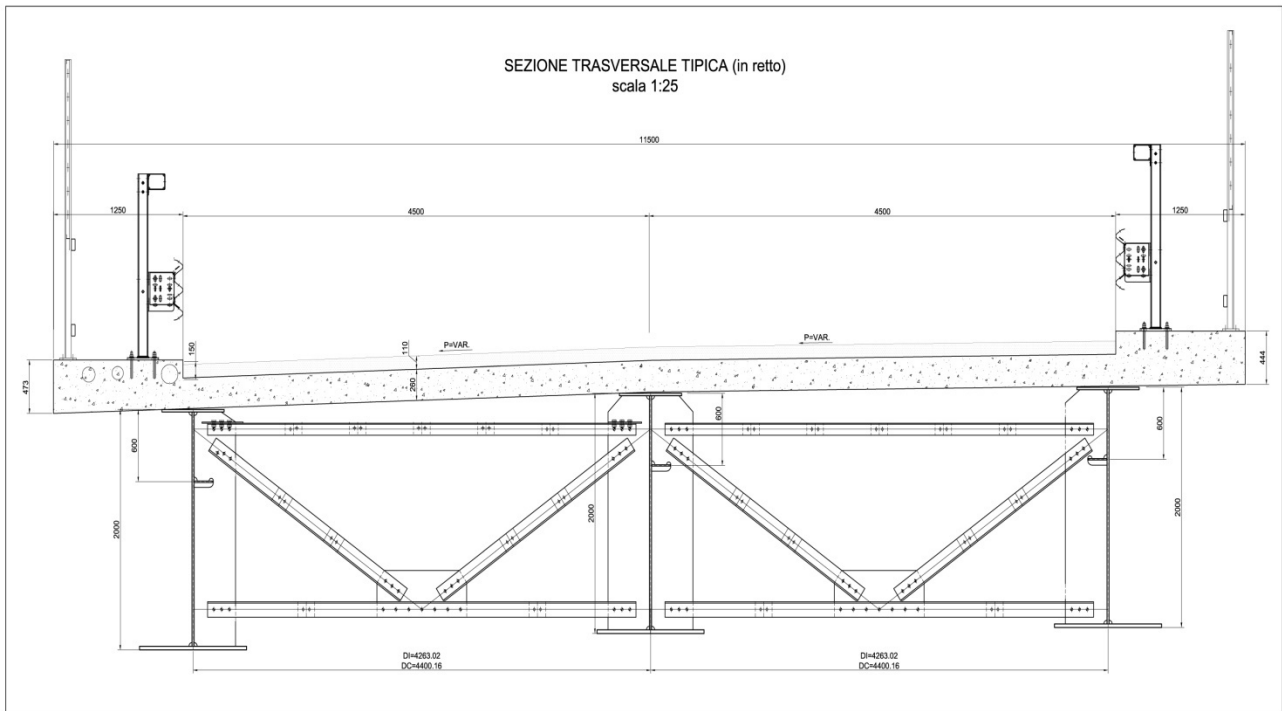 SEZIONE TRASVERSALE TIPICA (in retto)
scala 1:25
11500
1250
4500
4500
1250
150
110
P=VAR.
P=VAR.
473
260
444
600
600
600
2000
2000
2000
DI=4263.02
DC=4400.16
DI=4263.02
DC=4400.16